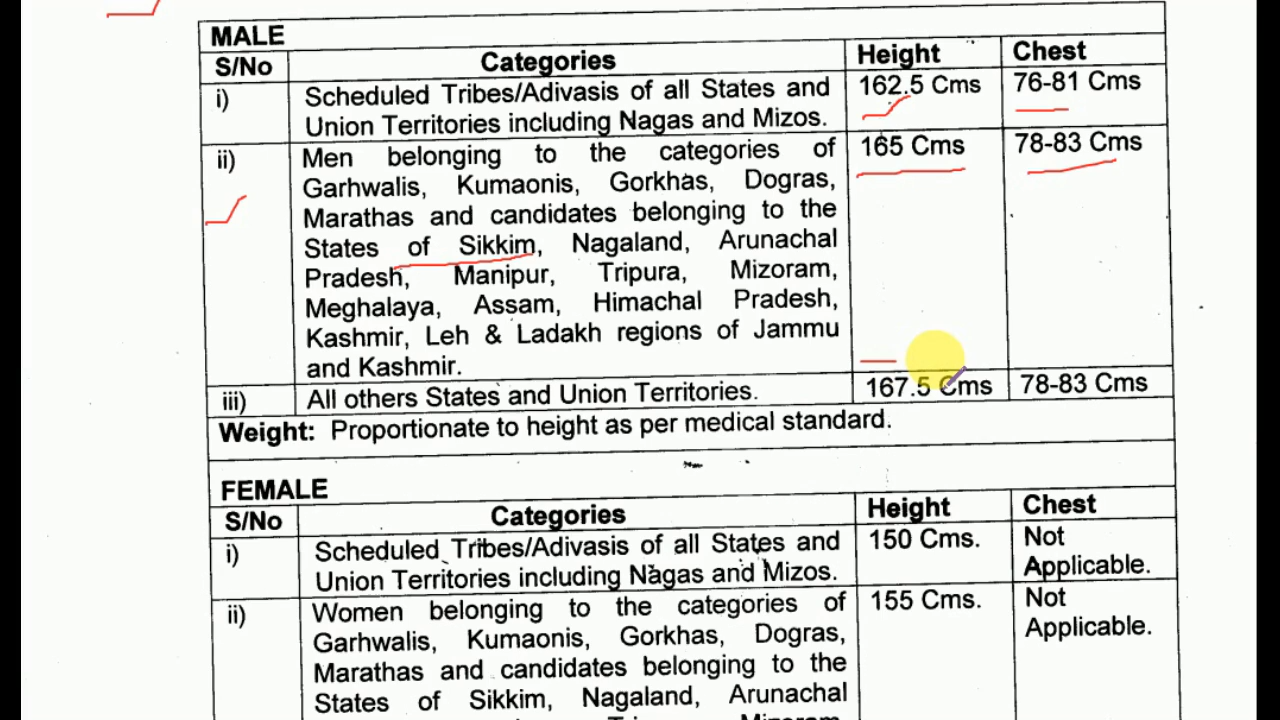 MALE
S/No Categories Height Chest
i) Scheduled Tribes/Adivasis of all States and 162.5 Cms 76-81 Cms
Union Territories including Nagas and Mizos.
ii) Men belonging to the categories of 165 Cms 78-83 Cms
Garhwalis, Kumaonis, Gorkhas, Dogras,
Marathas and candidates belonging to the
States of Sikkim, Nagaland, Arunachal
Pradesh, Manipur, Tripura, Mizoram,
Meghalaya, Assam, Himachal Pradesh,
Kashmir, Leh & Ladakh regions of Jammu
and Kashmir.
iii) All others States and Union Territories. 167.5 Cms 78-83 Cms
Weight: Proportionate to height as per medical standard.
FEMALE
S/No Categories Height Chest
i) Scheduled Tribes/Adivasis of all States and 150 Cms. Not
Union Territories including Nagas and Mizos. Applicable.
ii) Women belonging to the categories of 155 Cms. Not
Garhwalis, Kumaonis, Gorkhas, Dogras, Applicable.
Marathas and candidates belonging to the
States of Sikkim, Nagaland, Arunachal